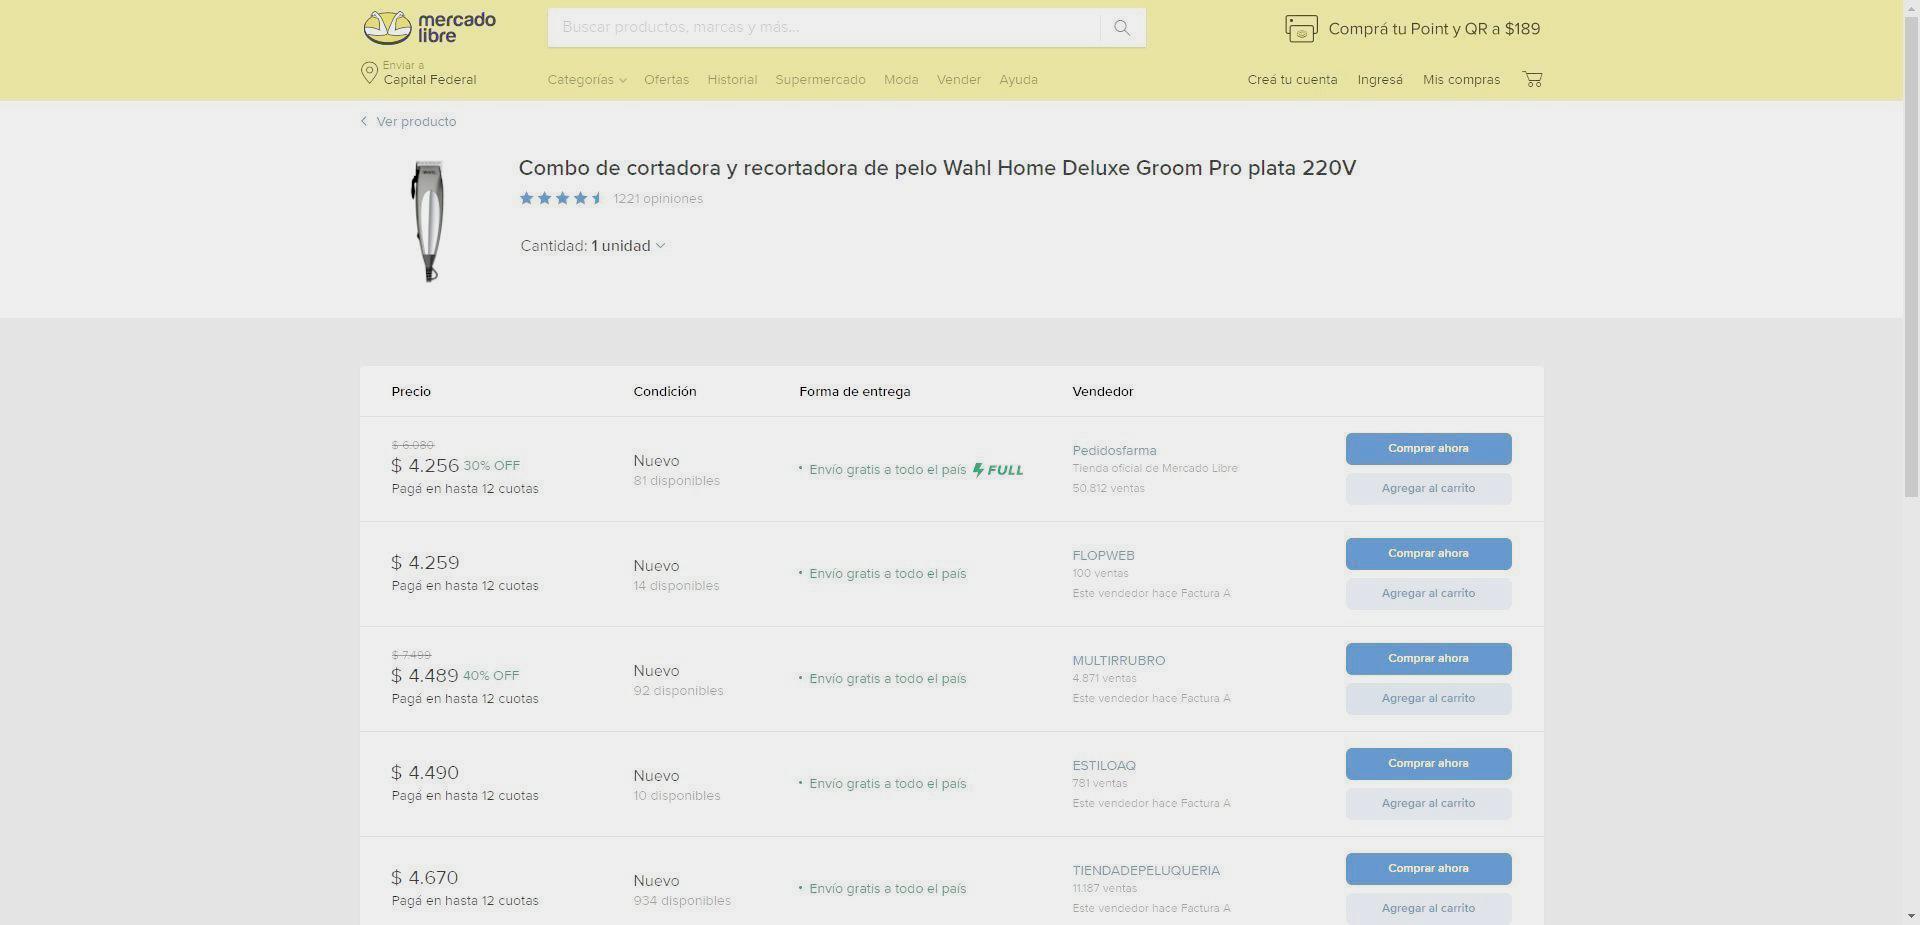 mercado
libre
Buscar productos, marcas y más...
Comprá tu Point y QR a $189
Enviar a
Capital Federal
Categorías Ofertas Historial Supermercado Moda Vender Ayuda
Creá tu cuenta Ingresá Mis compras
Ver producto
Combo de cortadora y recortadora de pelo Wahl Home Deluxe Groom Pro plata 220V
1221 opiniones
Cantidad: 1 unidad
Precio Condición Forma de entrega Vendedor
$ 6.080
$ 4.256 30% OFF
Pagá en hasta 12 cuotas
Nuevo
81 disponibles
• Envío gratis a todo el país FULL
Pedidosfarma
Tienda oficial de Mercado Libre
50.812 ventas
Comprar ahora
Agregar al carrito
$ 4.259
Pagá en hasta 12 cuotas
Nuevo
14 disponibles
• Envío gratis a todo el país
FLOPWEB
100 ventas
Este vendedor hace Factura A
Comprar ahora
Agregar al carrito
$ 7.499
$ 4.489 40% OFF
Pagá en hasta 12 cuotas
Nuevo
92 disponibles
• Envío gratis a todo el país
MULTIRRUBRO
4.871 ventas
Este vendedor hace Factura A
Comprar ahora
Agregar al carrito
$ 4.490
Pagá en hasta 12 cuotas
Nuevo
10 disponibles
• Envío gratis a todo el país
ESTILOAQ
781 ventas
Este vendedor hace Factura A
Comprar ahora
Agregar al carrito
$ 4.670
Pagá en hasta 12 cuotas
Nuevo
934 disponibles
• Envío gratis a todo el país
TIENDADEPELUQUERIA
11.187 ventas
Este vendedor hace Factura A
Comprar ahora
Agregar al carrito